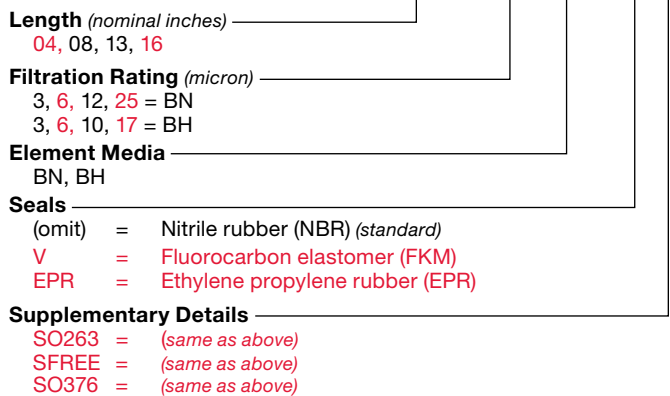 Length (nominal inches)
04, 08, 13, 16
Filtration Rating (micron)
3, 6, 12, 25 = BN
3, 6, 10, 17 = BH
Element Media
BN, BH
Seals
(omit) = Nitrile rubber (NBR) (standard)
V = Fluorocarbon elastomer (FKM)
EPR = Ethylene propylene rubber (EPR)
Supplementary Details
SO263 = (same as above)
SFREE = (same as above)
SO376 = (same as above)